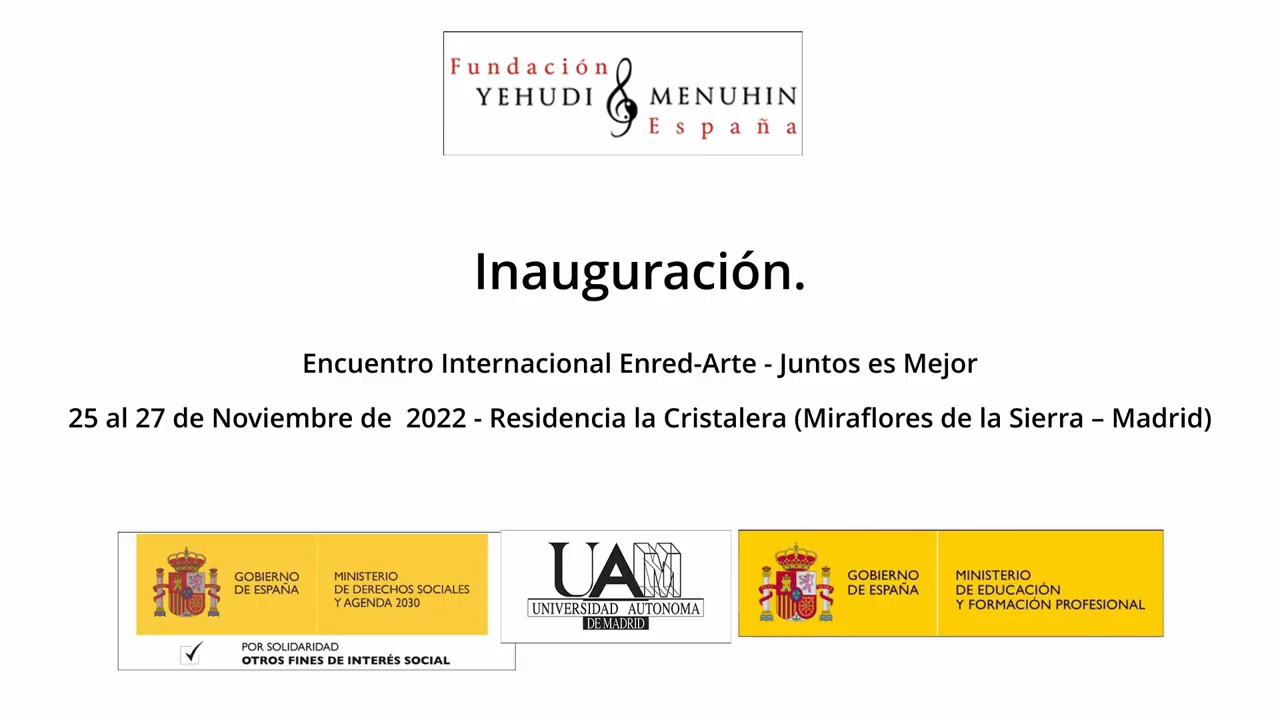 Fundación
YEHUDI MENUHIN
España
Inauguración.
Encuentro Internacional Enred-Arte - Juntos es Mejor
25 al 27 de Noviembre de  2022 - Residencia la Cristalera (Miraflores de la Sierra – Madrid)
GOBIERNO
DE ESPAÑA
MINISTERIO
DE DERECHOS SOCIALES
Y AGENDA 2030
POR SOLIDARIDAD
OTROS FINES DE INTERÉS SOCIAL
UAM
UNIVERSIDAD AUTONOMA
DE MADRID
GOBIERNO
DE ESPAÑA
MINISTERIO
DE EDUCACIÓN
Y FORMACIÓN PROFESIONAL